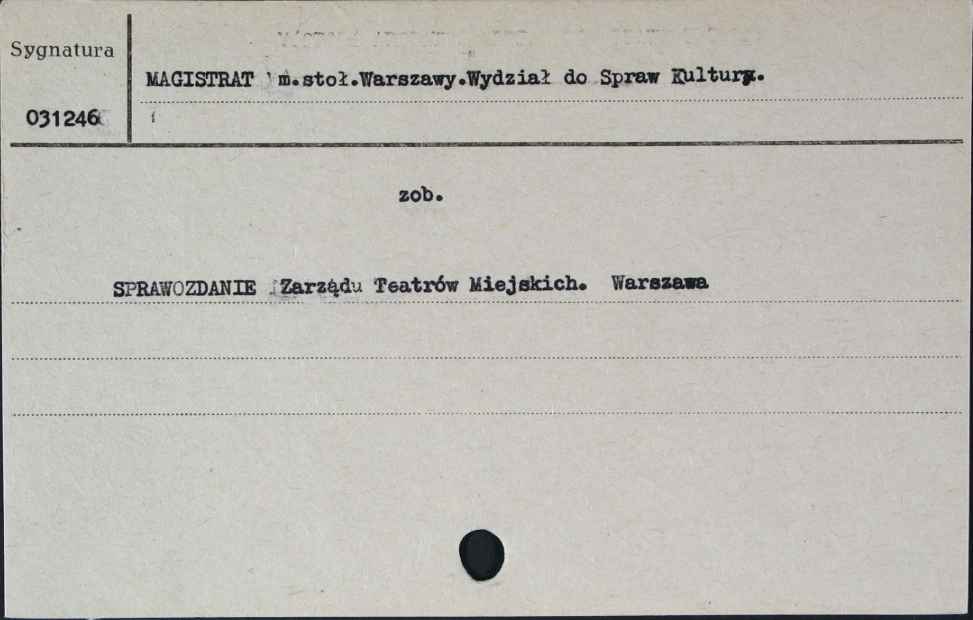 Sygnatura
MAGISTRAT m.stoł.Warszawy.Wydział do Spraw Kultury.
031246
zob.
SPRAWOZDANIE Zarządu Teatrów Miejskich. Warszawa